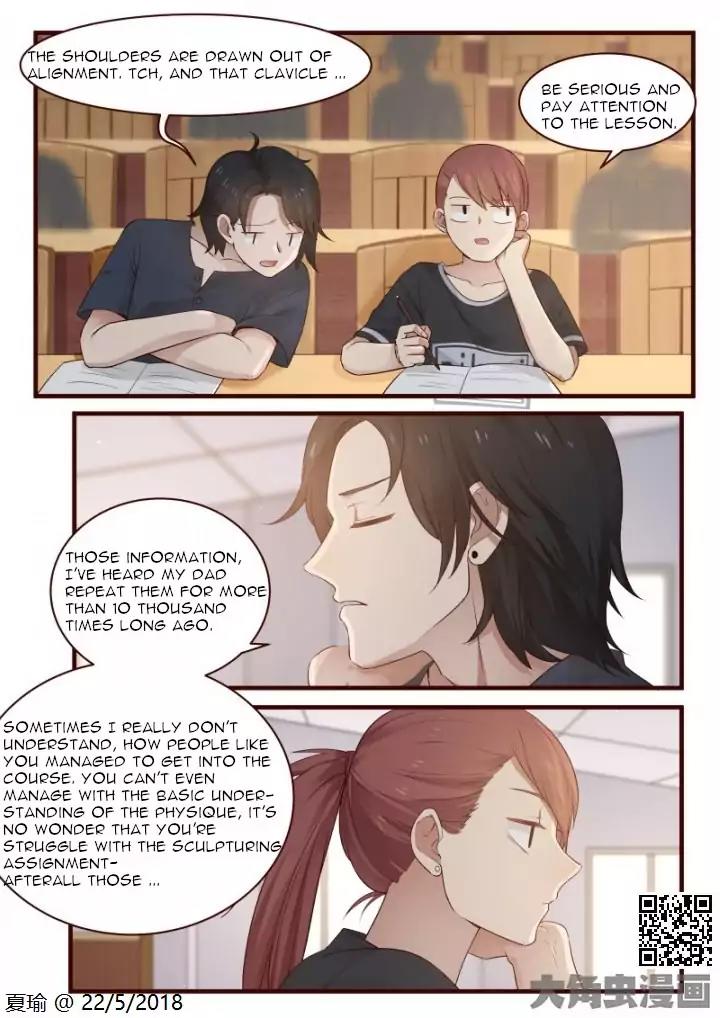 THE SHOULDERS ARE DRAWN OUT OF
ALIGNMENT. TCH, AND THAT CLAVICLE ...
BE SERIOUS AND
PAY ATTENTION
TO THE LESSON.
THOSE INFORMATION,
I'VE HEARD MY DAD
REPEAT THEM FOR MORE
THAN 10 THOUSAND
TIMES LONG AGO.
SOMETIMES I REALLY DON'T
UNDERSTAND, HOW PEOPLE LIKE
YOU MANAGED TO GET INTO THE
COURSE. YOU CAN'T EVEN
MANAGE WITH THE BASIC UNDER-
STANDING OF THE PHYSIQUE, IT'S
NO WONDER THAT YOU'RE
STRUGGLE WITH THE SCULPTURING
ASSIGNMENT-
AFTERALL THOSE ...
大角虫漫画
夏瑜 @ 22/5/2018